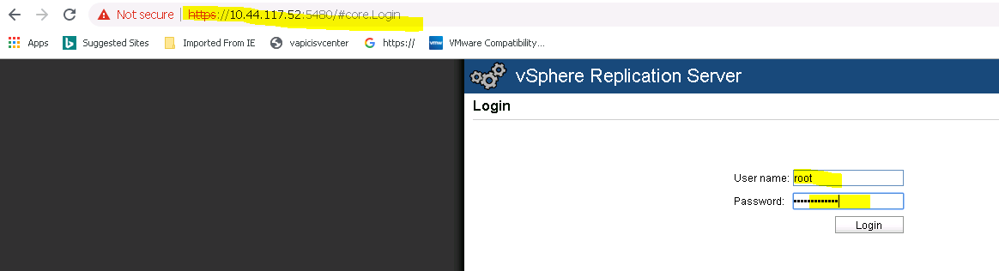 Not secure | https://10.44.117.52:5480/#core.Login
Apps Suggested Sites Imported From IE vapicisvcenter https:// VMware Compatibility...
vSphere Replication Server
Login
User name: root
Password: •••••••••••••
Login